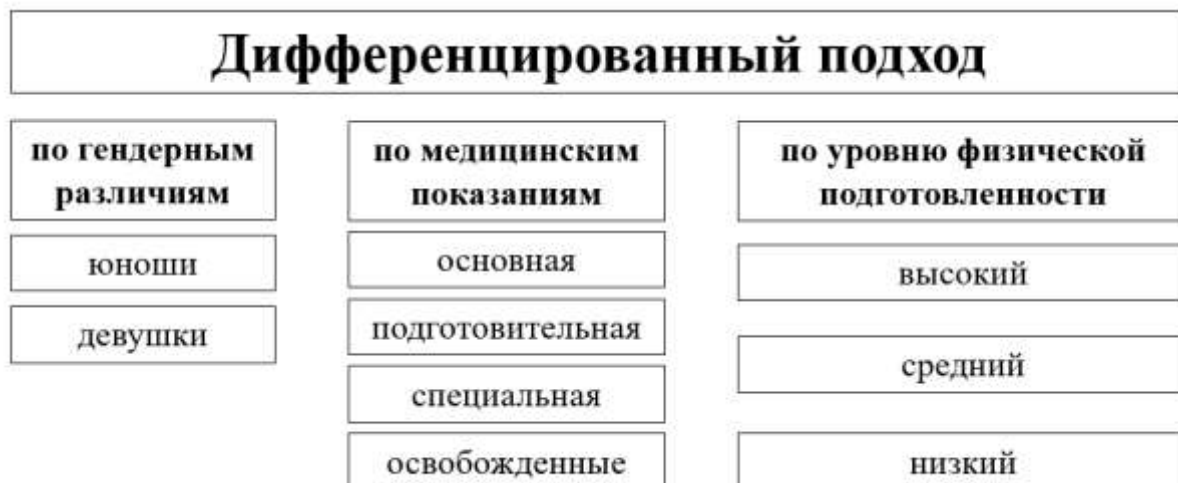 Дифференцированный подход
по гендерным
различиям
юноши
девушки
по медицинским
показаниям
основная
подготовительная
специальная
освобожденные
по уровню физической
подготовленности
высокий
средний
низкий